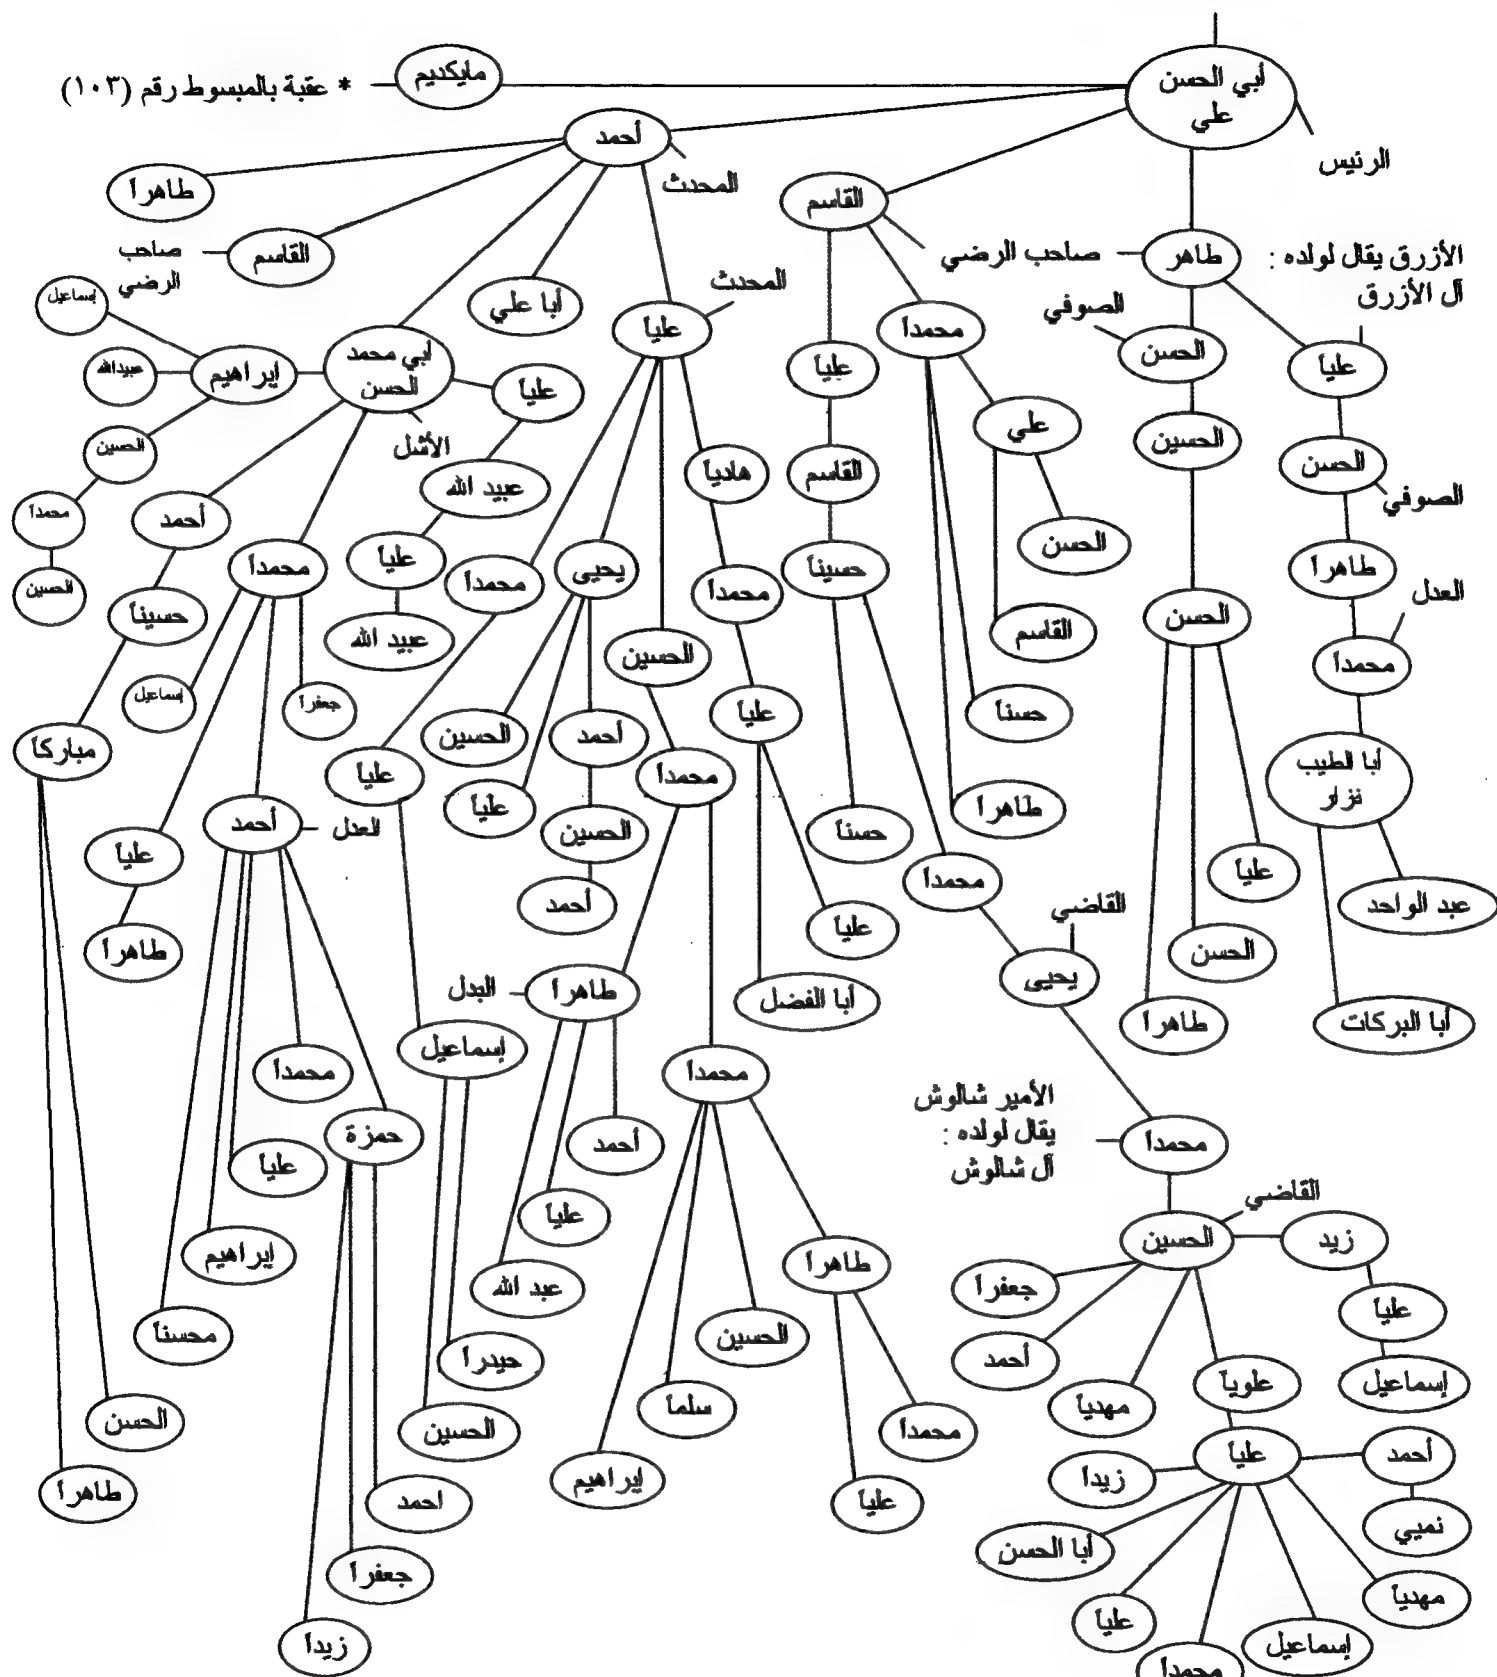 أبي الحسن
علي
الرئيس
مايكديم
* عقبة بالمبسوط رقم (١٠٣)
أحمد
المحدث
طاهراً
القاسم
صاحب
الرضي
القاسم
صاحب الرضي
طاهر
الأزرق يقال لولده :
آل الأزرق
الصوفي
الحسن
علياً
المحدث
علياً
أبا علي
محمداً
علياً
إسماعيل
عبيدالله
إبراهيم
أبي محمد
الحسن
الأشل
علياً
علي
الحسين
الحسن
الصوفي
الحسين
محمداً
الحسين
أحمد
عبيد الله
هادياً
القاسم
الحسن
طاهراً
العدل
محمداً
علياً
عبيد الله
محمداً
يحيى
محمداً
حسيناً
القاسم
الحسن
محمداً
حسيناً
إسماعيل
جعفراً
الحسين
علياً
حسناً
أبا الطيب
نزار
مباركاً
الحسين
أحمد
علياً
محمداً
طاهراً
علياً
أحمد
العدل
علياً
الحسين
حسناً
محمداً
علياً
عبد الواحد
طاهراً
أحمد
علياً
القاضي
يحيى
الحسن
البدل
طاهراً
أبا الفضل
طاهراً
أبا البركات
محمداً
إسماعيل
محمداً
الأمير شالوش
يقال لولده :
آل شالوش
محمداً
علياً
حمزة
أحمد
القاضي
الحسين
زيد
إبراهيم
علياً
عبد الله
طاهراً
جعفراً
علياً
محسناً
حيدراً
الحسين
أحمد
علوياً
إسماعيل
الحسن
الحسين
سلماً
محمداً
مهدياً
طاهراً
احمد
إبراهيم
علياً
زيداً
علياً
أحمد
جعفراً
أبا الحسن
نميي
زيداً
علياً
محمداً
إسماعيل
مهدياً